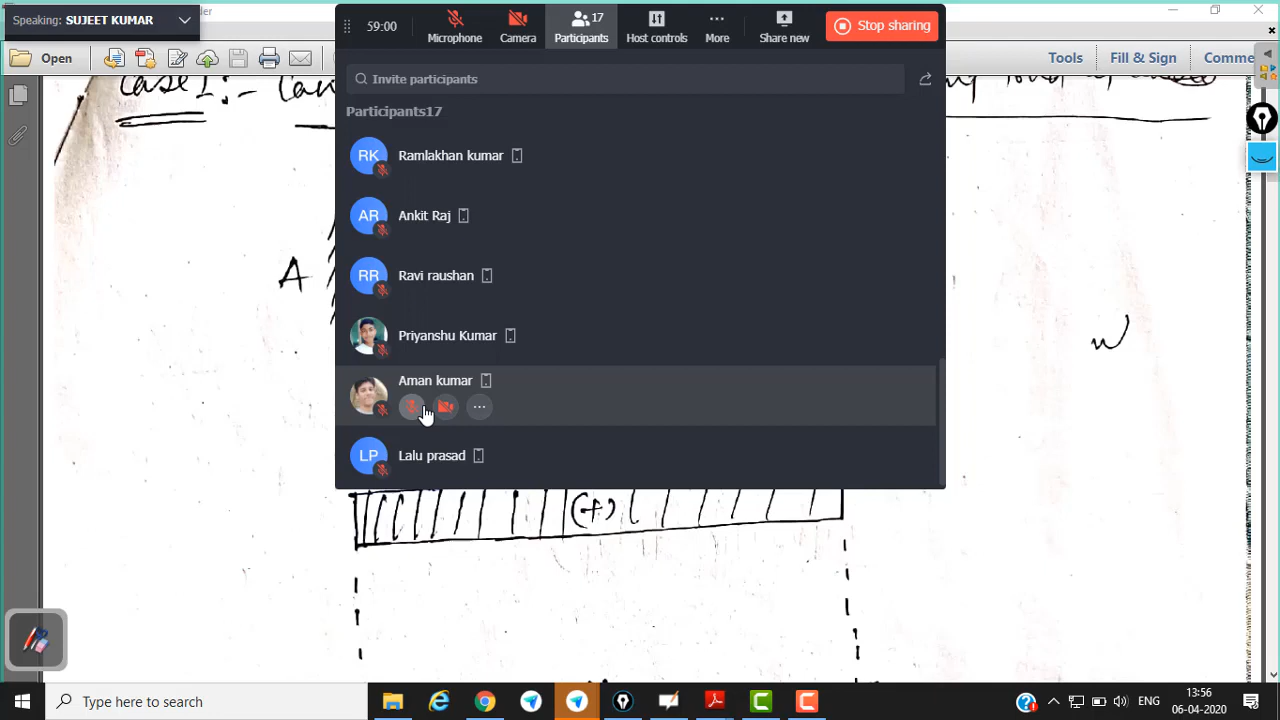 Speaking: SUJEET KUMAR
59:00
Microphone
Camera
17
Participants
Host controls
More
Share new
Stop sharing
Open
Tools
Fill & Sign
Comme
Invite participants
Participants17
Case I:-
RK Ramlakhan kumar
AR Ankit Raj
A
RR Ravi raushan
Priyanshu Kumar
W
Aman kumar
LP Lalu prasad
(+)
Type here to search
ENG
13:56
06-04-2020